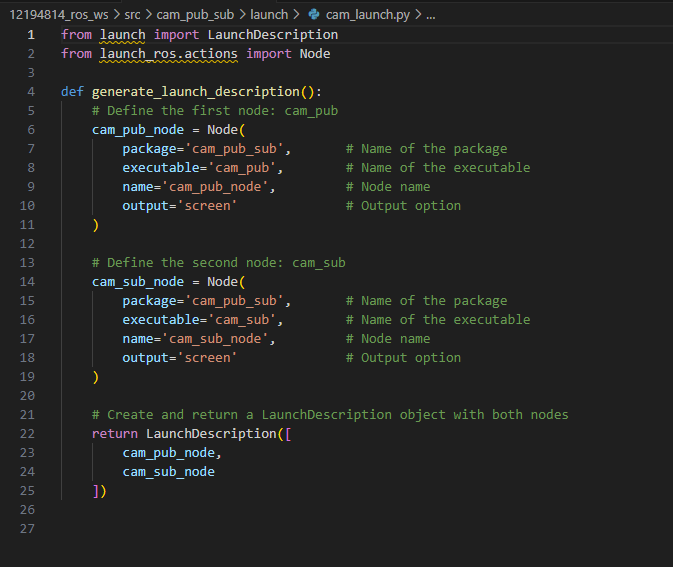 12194814_ros_ws > src > cam_pub_sub > launch > cam_launch.py > ...
1 from launch import LaunchDescription
2 from launch_ros.actions import Node
3
4 def generate_launch_description():
5     # Define the first node: cam_pub
6     cam_pub_node = Node(
7         package='cam_pub_sub',       # Name of the package
8         executable='cam_pub',        # Name of the executable
9         name='cam_pub_node',         # Node name
10         output='screen'              # Output option
11     )
12
13     # Define the second node: cam_sub
14     cam_sub_node = Node(
15         package='cam_pub_sub',       # Name of the package
16         executable='cam_sub',        # Name of the executable
17         name='cam_sub_node',         # Node name
18         output='screen'              # Output option
19     )
20
21     # Create and return a LaunchDescription object with both nodes
22     return LaunchDescription([
23         cam_pub_node,
24         cam_sub_node
25     ])
26
27